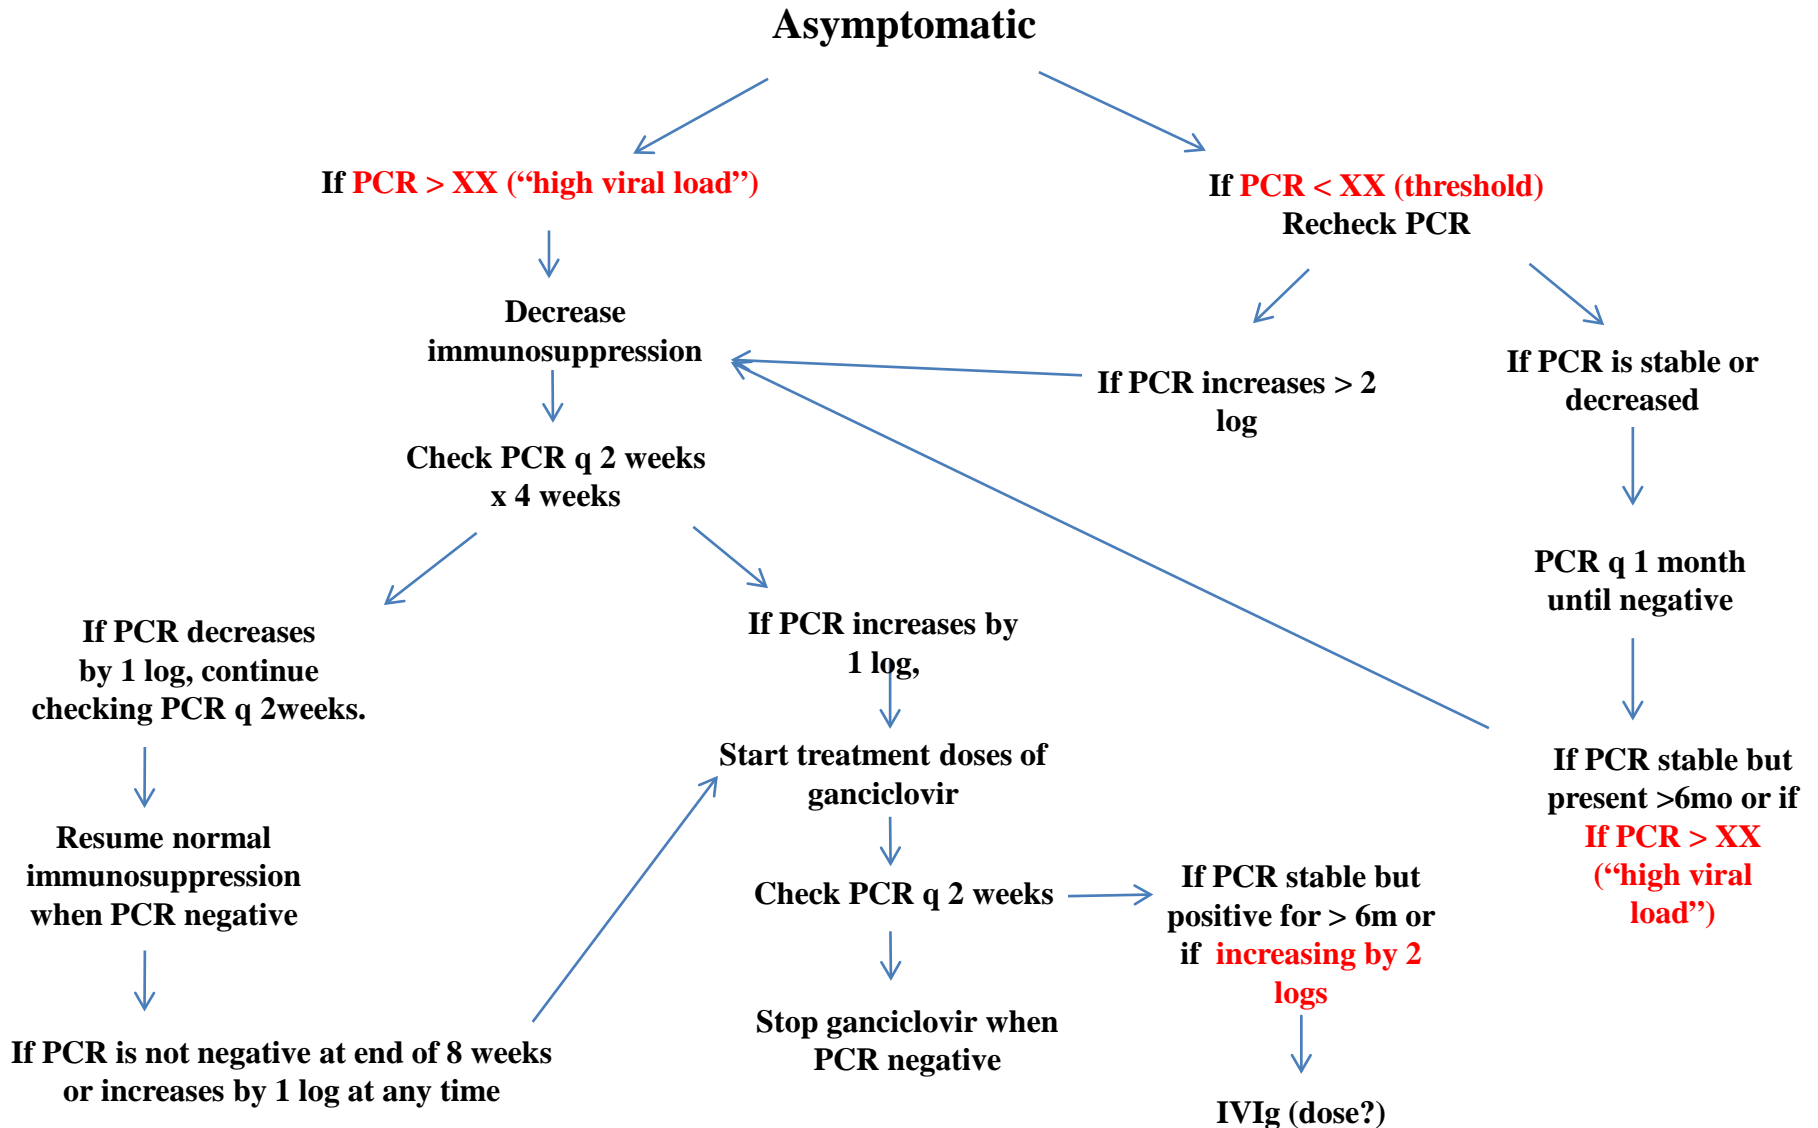 Asymptomatic
If PCR > XX (“high viral load”)
If PCR < XX (threshold)
Recheck PCR
Decrease
immunosuppression
If PCR increases > 2
log
If PCR is stable or
decreased
Check PCR q 2 weeks
x 4 weeks
PCR q 1 month
until negative
If PCR decreases
by 1 log, continue
checking PCR q 2weeks.
If PCR increases by
1 log,
Start treatment doses of
ganciclovir
If PCR stable but
present >6mo or if
If PCR > XX
(“high viral
load”)
Resume normal
immunosuppression
when PCR negative
Check PCR q 2 weeks
If PCR stable but
positive for > 6m or
if increasing by 2
logs
If PCR is not negative at end of 8 weeks
or increases by 1 log at any time
Stop ganciclovir when
PCR negative
IVIg (dose?)